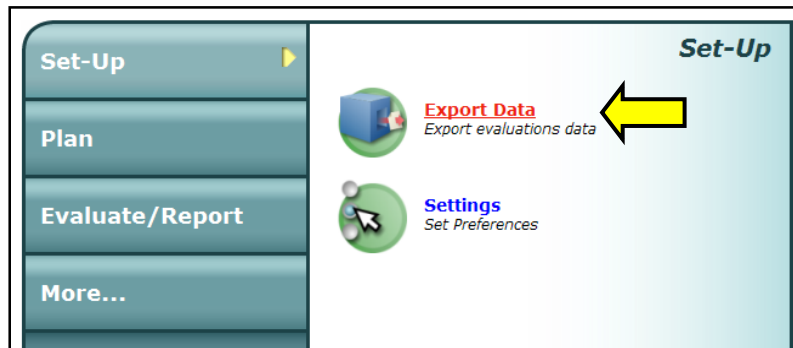 Set-Up
Plan
Evaluate/Report
More...
Set-Up
Export Data
Export evaluations data
Settings
Set Preferences